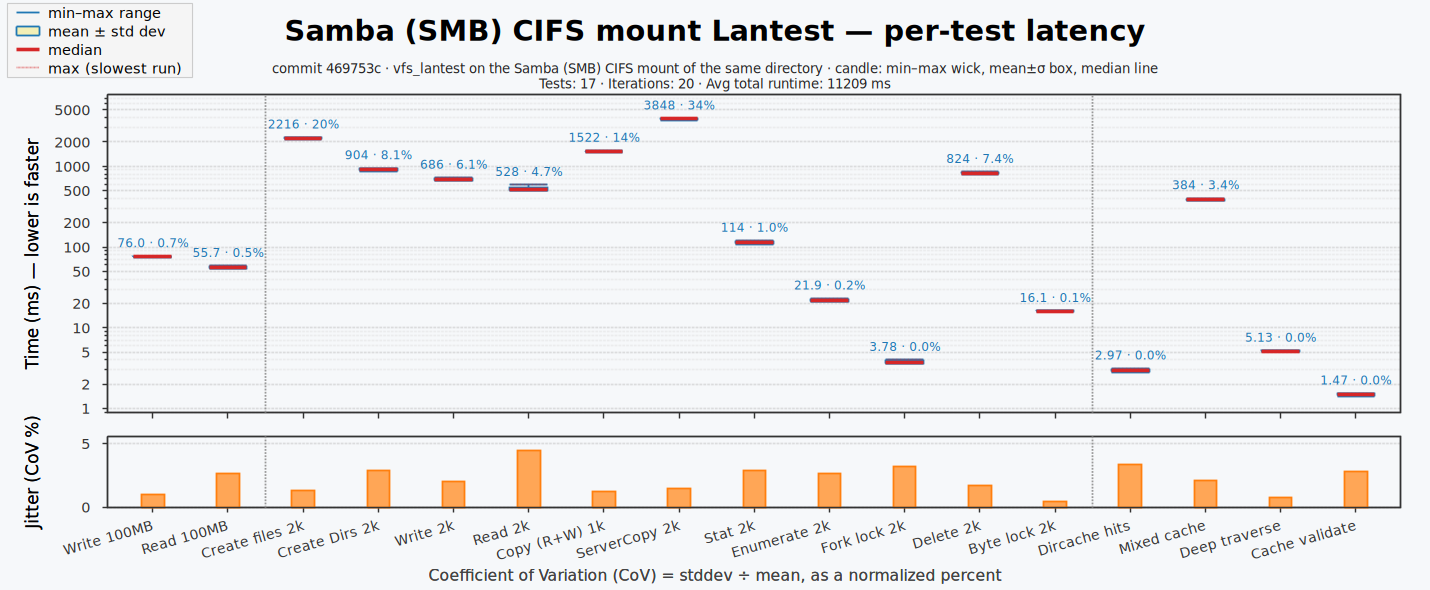 min–max range
mean ± std dev
median
max (slowest run)
Samba (SMB) CIFS mount Lantest — per-test latency
commit 469753c · vfs_lantest on the Samba (SMB) CIFS mount of the same directory · candle: min–max wick, mean±σ box, median line
Tests: 17 · Iterations: 20 · Avg total runtime: 11209 ms
Time (ms) — lower is faster
5000
2000
1000
500
200
100
50
20
10
5
2
1
76.0 · 0.7%
55.7 · 0.5%
2216 · 20%
904 · 8.1%
686 · 6.1%
528 · 4.7%
1522 · 14%
3848 · 34%
114 · 1.0%
21.9 · 0.2%
3.78 · 0.0%
824 · 7.4%
16.1 · 0.1%
2.97 · 0.0%
384 · 3.4%
5.13 · 0.0%
1.47 · 0.0%
Jitter (CoV %)
5
0
Write 100MB
Read 100MB
Create files 2k
Create Dirs 2k
Write 2k
Read 2k
Copy (R+W) 1k
ServerCopy 2k
Stat 2k
Enumerate 2k
Fork lock 2k
Delete 2k
Byte lock 2k
Dircache hits
Mixed cache
Deep traverse
Cache validate
Coefficient of Variation (CoV) = stddev ÷ mean, as a normalized percent